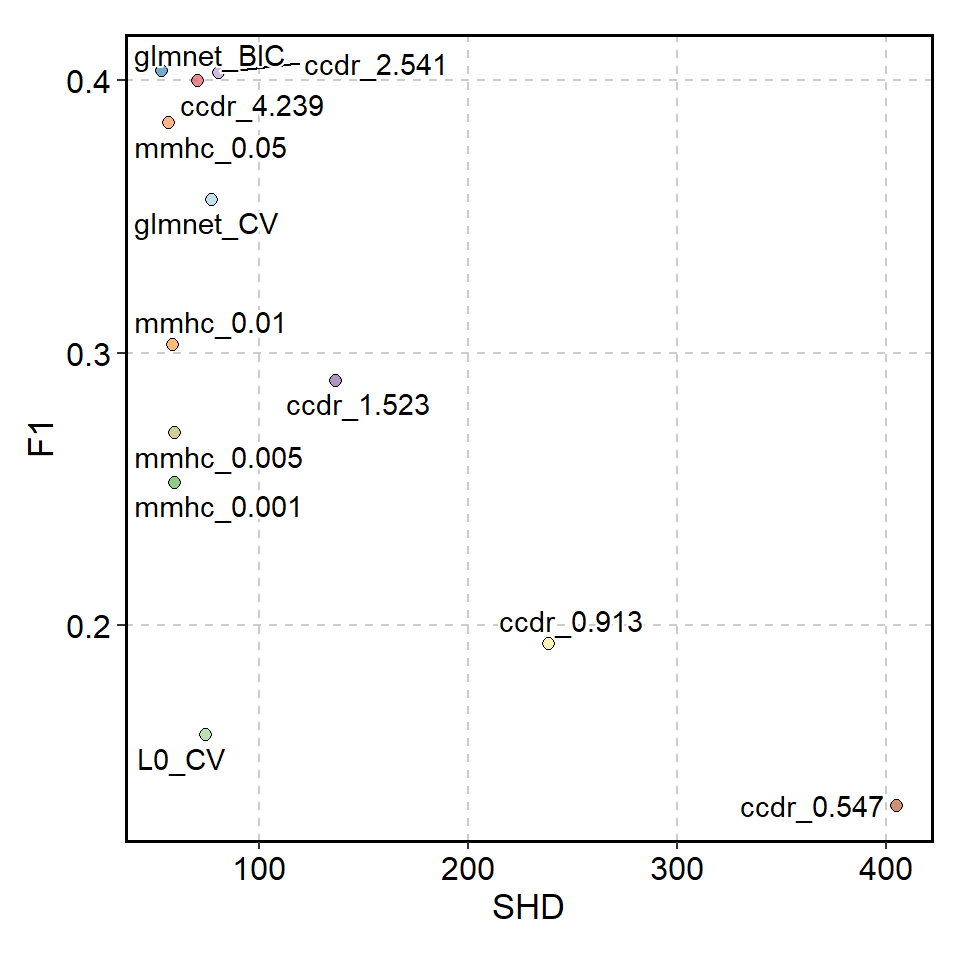 glmnet_BIC
ccdr_2.541
0.4
ccdr_4.239
mmhc_0.05
glmnet_CV
mmhc_0.01
0.3
ccdr_1.523
F1
mmhc_0.005
mmhc_0.001
ccdr_0.913
0.2
L0_CV
ccdr_0.547
100 200 300 400
SHD